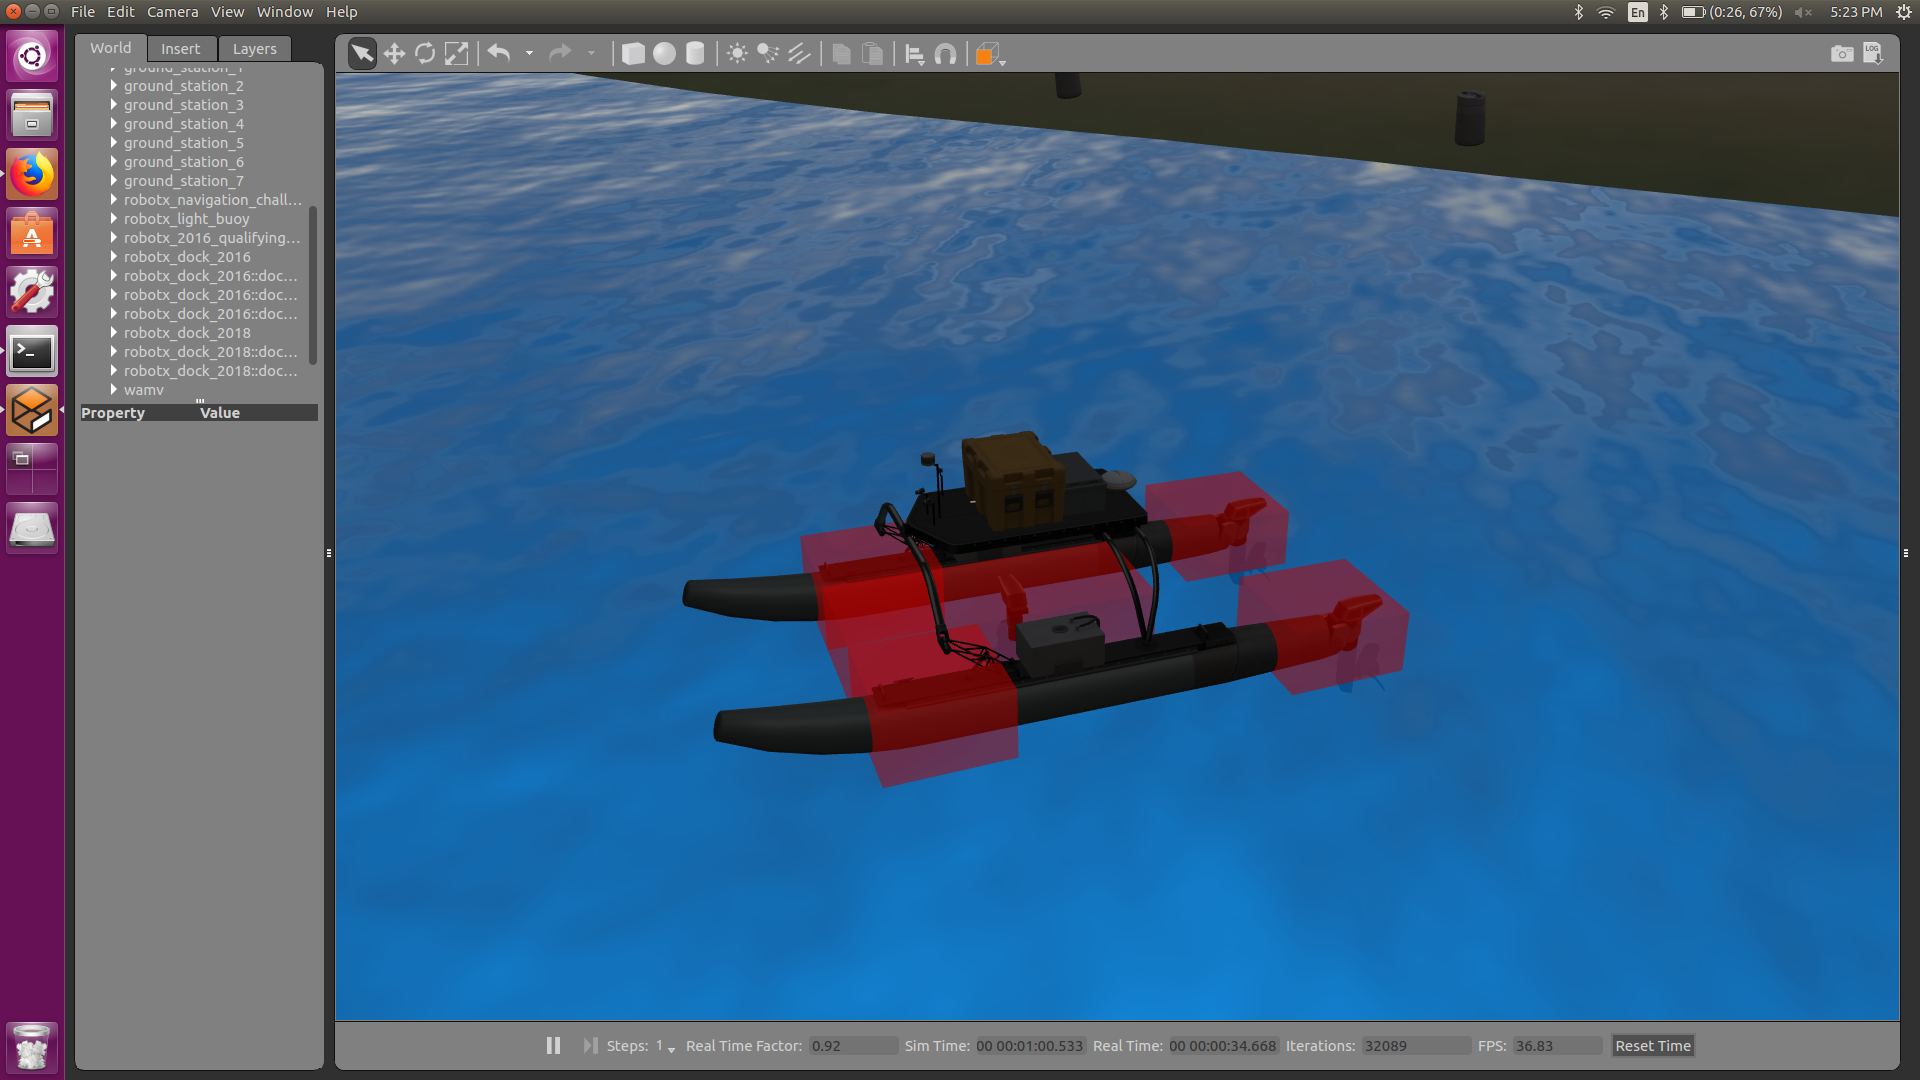 File Edit Camera View Window Help
En (0:26, 67%) 5:23 PM
World Insert Layers
LOG
ground_station_1
ground_station_2
ground_station_3
ground_station_4
ground_station_5
ground_station_6
ground_station_7
robotx_navigation_chall...
robotx_light_buoy
robotx_2016_qualifying...
robotx_dock_2016
robotx_dock_2016::doc...
robotx_dock_2016::doc...
robotx_dock_2016::doc...
robotx_dock_2018
robotx_dock_2018::doc...
robotx_dock_2018::doc...
wamv
Property Value
Steps: 1 Real Time Factor: 0.92 Sim Time: 00 00:01:00.533 Real Time: 00 00:00:34.668 Iterations: 32089 FPS: 36.83 Reset Time